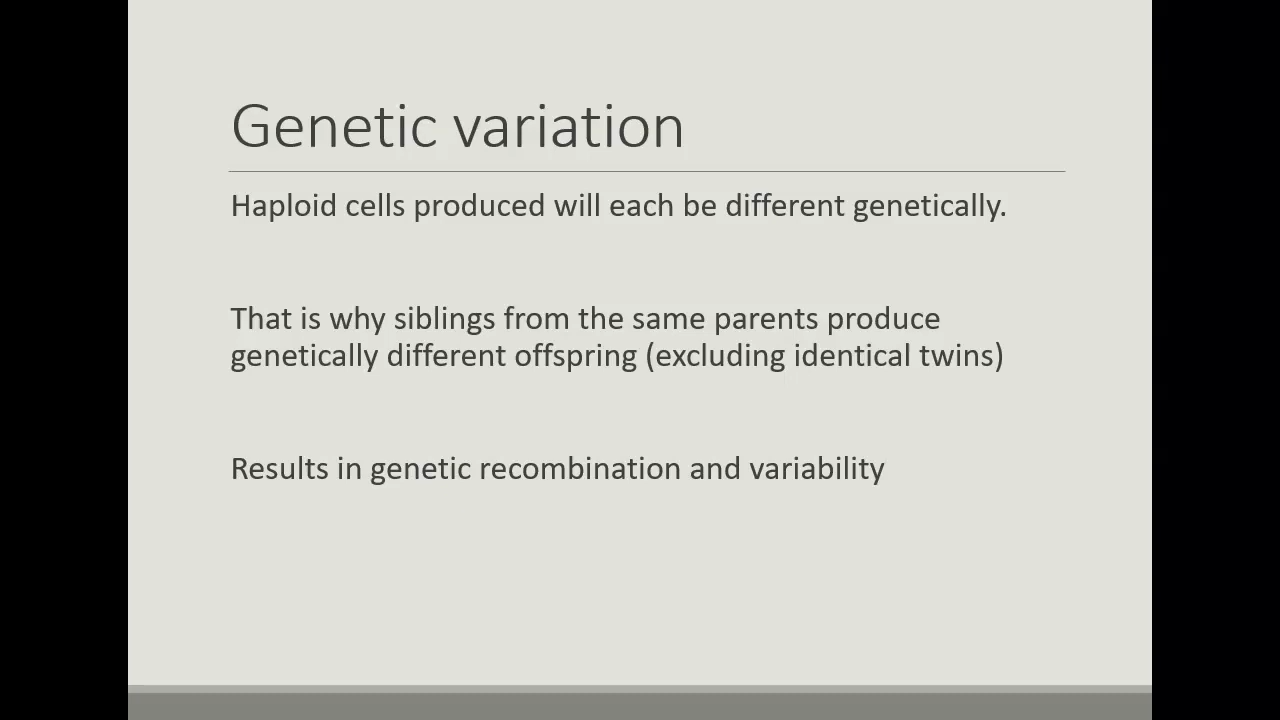 Genetic variation
Haploid cells produced will each be different genetically.
That is why siblings from the same parents produce
genetically different offspring (excluding identical twins)
Results in genetic recombination and variability